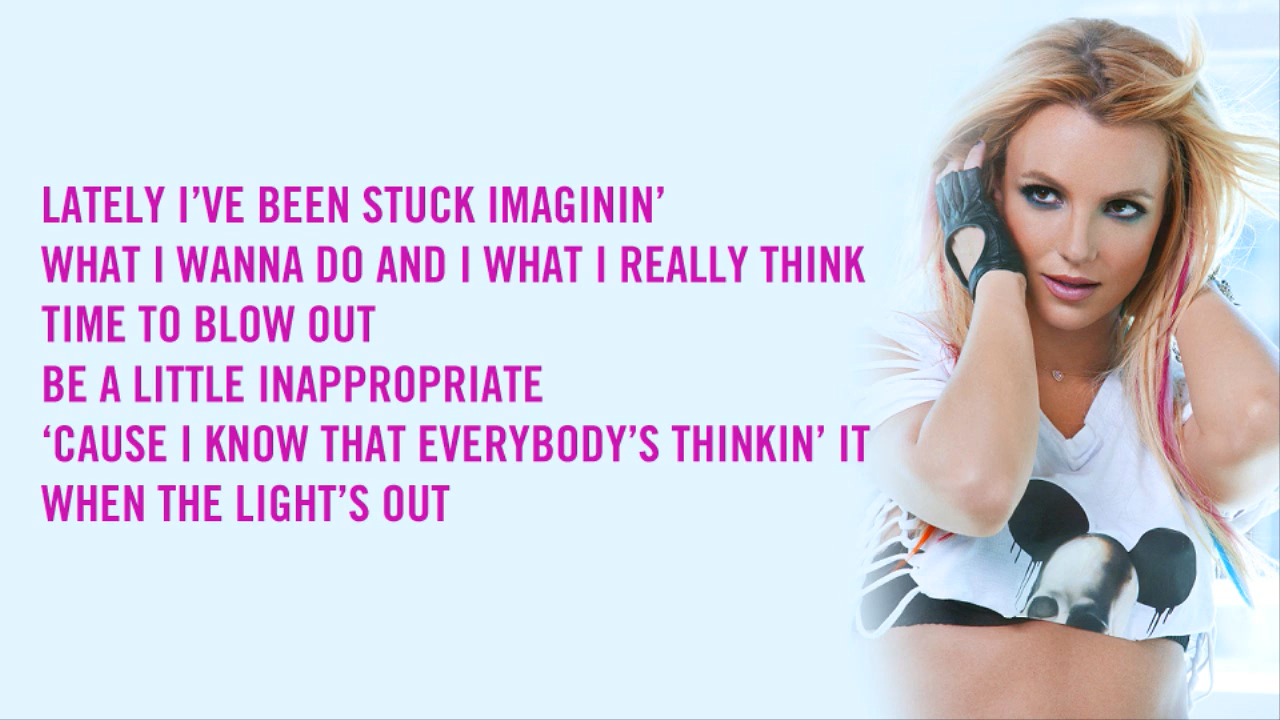 LATELY I’VE BEEN STUCK IMAGININ’
WHAT I WANNA DO AND I WHAT I REALLY THINK
TIME TO BLOW OUT
BE A LITTLE INAPPROPRIATE
‘CAUSE I KNOW THAT EVERYBODY’S THINKIN’ IT
WHEN THE LIGHT’S OUT